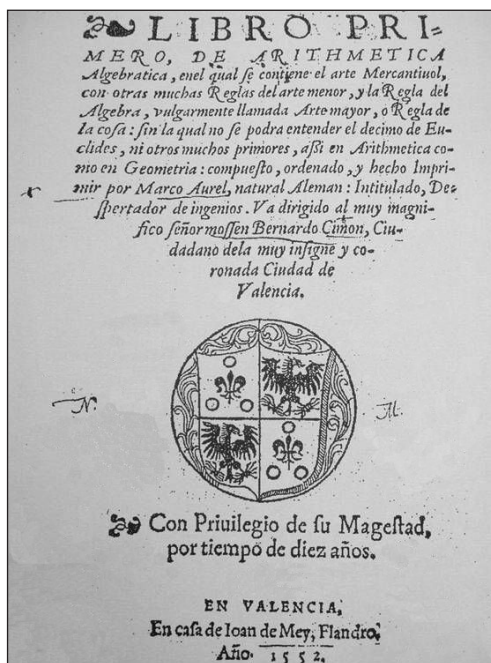 LIBRO PRI=
MERO, DE ARITHMETICA
Algebratica, enel qual se contiene el arte Mercantiuol,
con otras muchas Reglas del arte menor, y la Regla del
Algebra, vulgarmente llamada Arte mayor, o Regla de
la cosa: sin la qual no se podra entender el decimo de Eu-
clides, ni otros muchos primores, assi en Arithmetica co-
mo en Geometria: compuesto, ordenado, y hecho Impri-
mir por Marco Aurel, natural Aleman: Intitulado, De=
spertador de ingenios. Va dirigido al muy magni-
fico señor mossen Bernardo Cimon, Ciu-
dadano dela muy insigne y co-
ronada Ciudad de
Valencia.
N. Al.
Con Priuilegio de su Magestad,
por tiempo de diez años.
EN VALENCIA,
En casa de Ioan de Mey, Flandro,
Año. 1552.